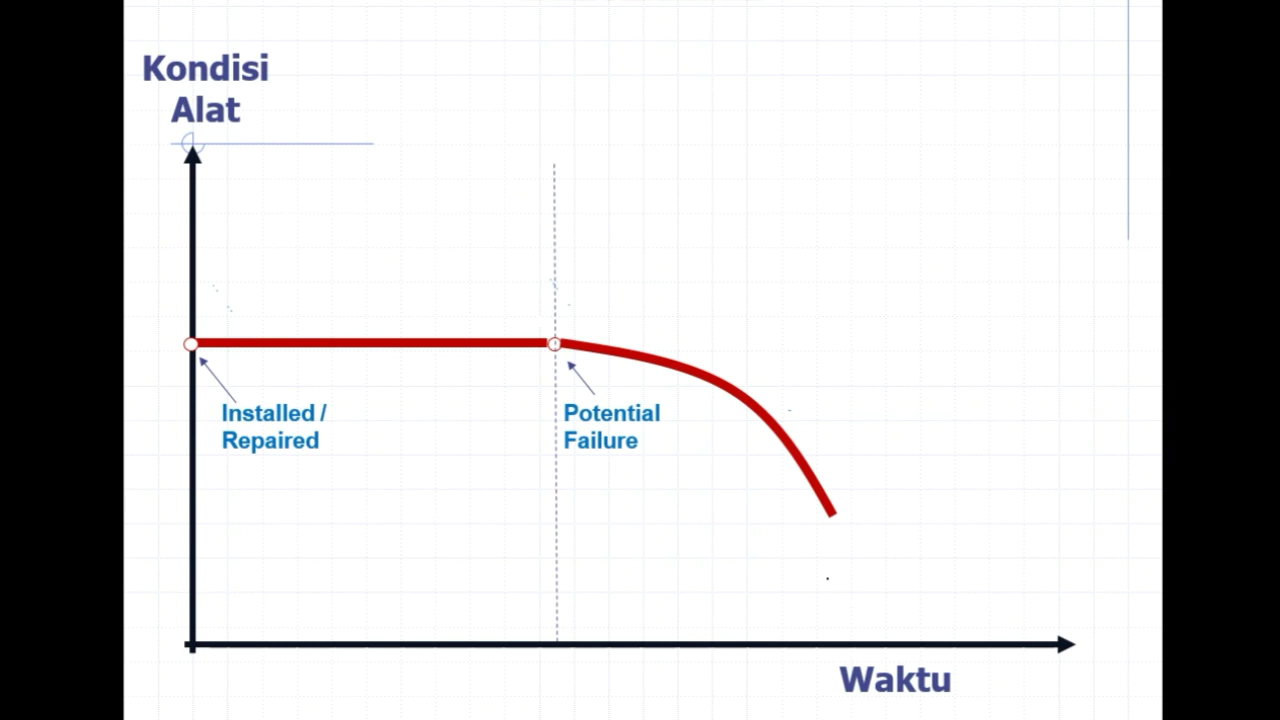 Kondisi
Alat
Installed /
Repaired
Potential
Failure
Waktu